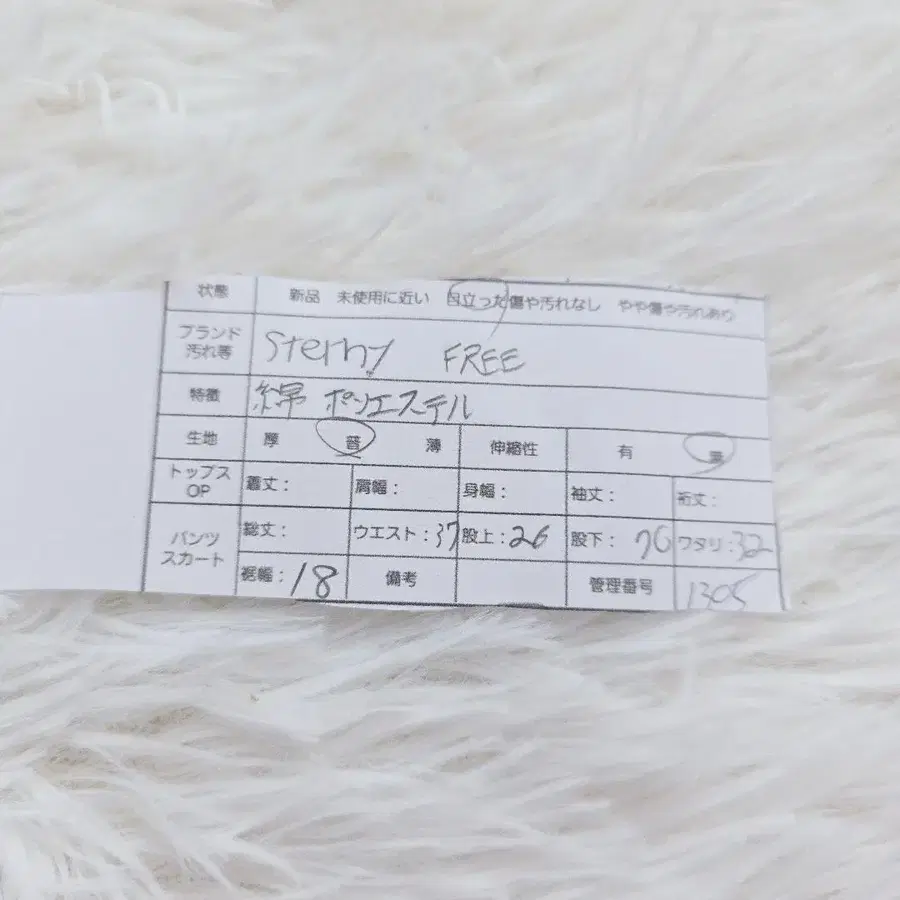 状態 新品 未使用に近い 目立った傷や汚れなし やや傷や汚れあり
ブランド 汚れ等 sterny FREE
特徴 綿 ポリエステル
生地 厚 普 薄 伸縮性 有 無
トップス OP 着丈: 肩幅: 身幅: 袖丈: 裄丈:
パンツ スカート 総丈: ウエスト:37 股上:26 股下: 76 ワタリ:32
裾幅:18 備考 管理番号 1305